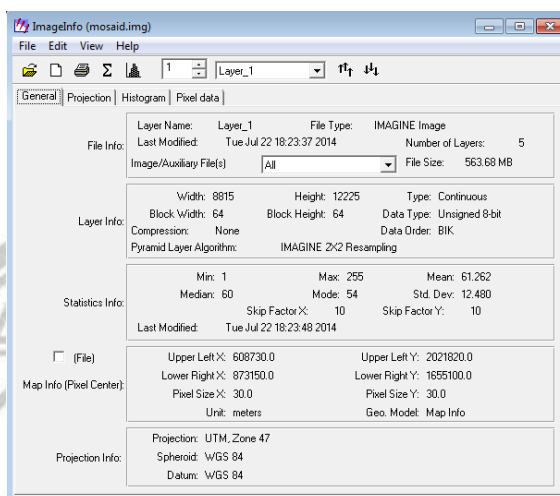 ImageInfo (mosaid.img)
File Edit View Help
1 Layer_1
General Projection Histogram Pixel data
File Info:
Layer Name: Layer_1 File Type: IMAGINE Image
Last Modified: Tue Jul 22 18:23:37 2014 Number of Layers: 5
Image/Auxiliary File(s) All File Size: 563.68 MB
Layer Info:
Width: 8815 Height: 12225 Type: Continuous
Block Width: 64 Block Height: 64 Data Type: Unsigned 8-bit
Compression: None Data Order: BIK
Pyramid Layer Algorithm: IMAGINE 2X2 Resampling
Statistics Info:
Min: 1 Max: 255 Mean: 61.262
Median: 60 Mode: 54 Std. Dev: 12.480
Skip Factor X: 10 Skip Factor Y: 10
Last Modified: Tue Jul 22 18:23:48 2014
(File)
Map Info (Pixel Center):
Upper Left X: 608730.0 Upper Left Y: 2021820.0
Lower Right X: 873150.0 Lower Right Y: 1655100.0
Pixel Size X: 30.0 Pixel Size Y: 30.0
Unit: meters Geo. Model: Map Info
Projection Info:
Projection: UTM, Zone 47
Spheroid: WGS 84
Datum: WGS 84